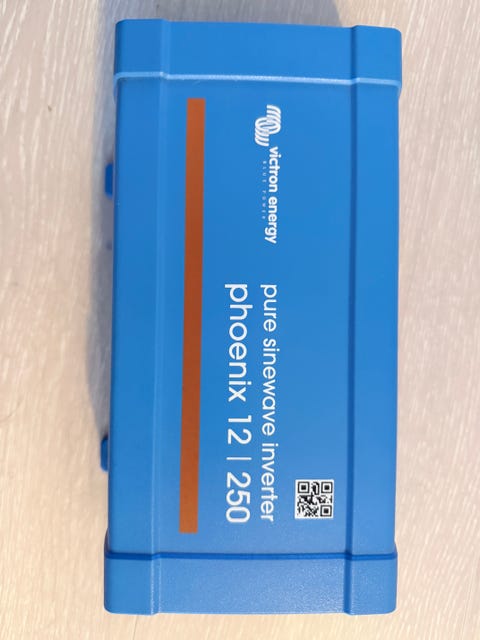 victron energy
BLUE POWER
pure sinewave inverter
phoenix 12 | 250